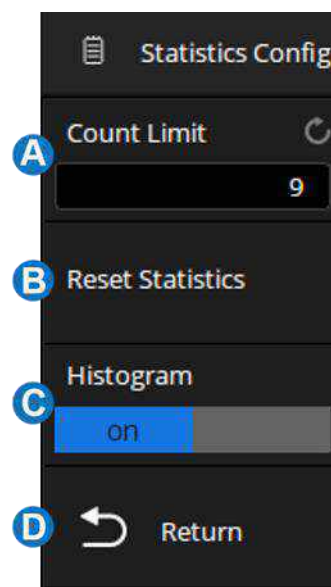 Statistics Config
A
Count Limit
9
B
Reset Statistics
Histogram
C
on
D
Return